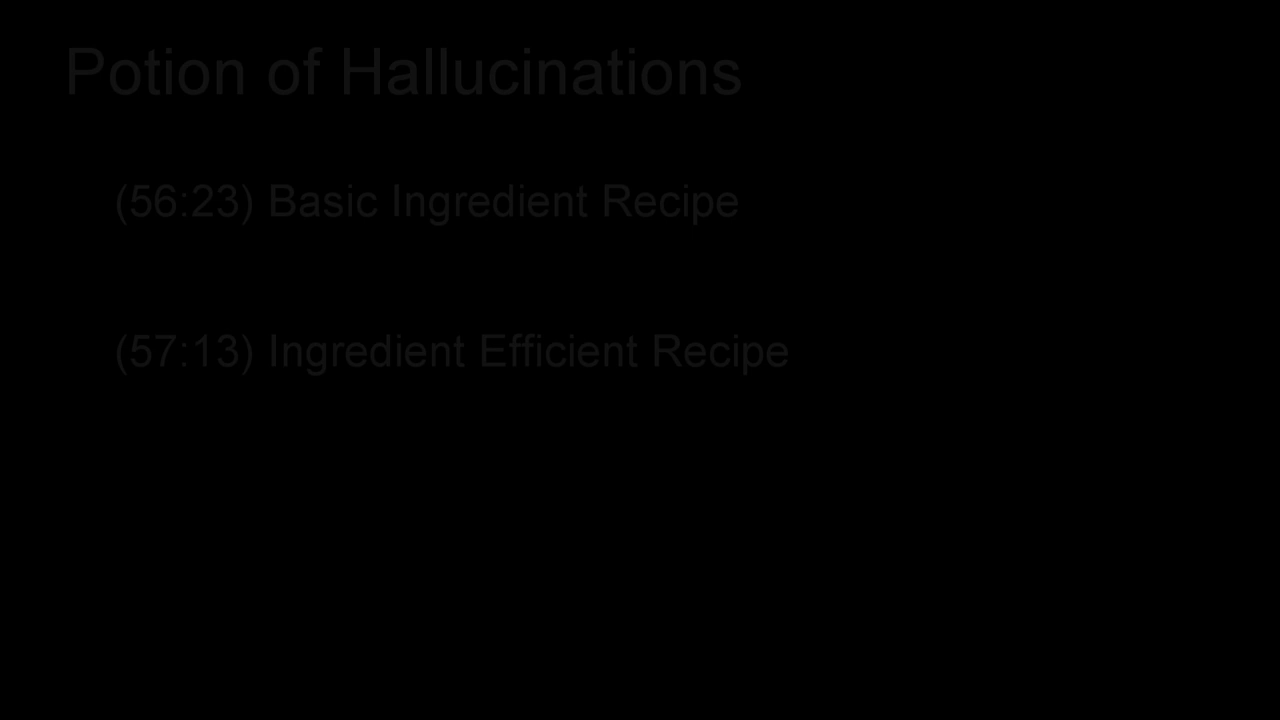 Potion of Hallucinations
(56:23) Basic Ingredient Recipe
(57:13) Ingredient Efficient Recipe